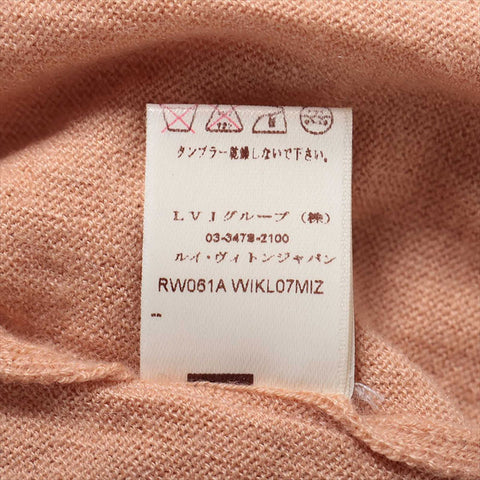 タンブラー乾燥しないで下さい。
LVJグループ（株）
03-3478-2100
ルイ・ヴィトンジャパン
RW061A WIKL07MIZ
--